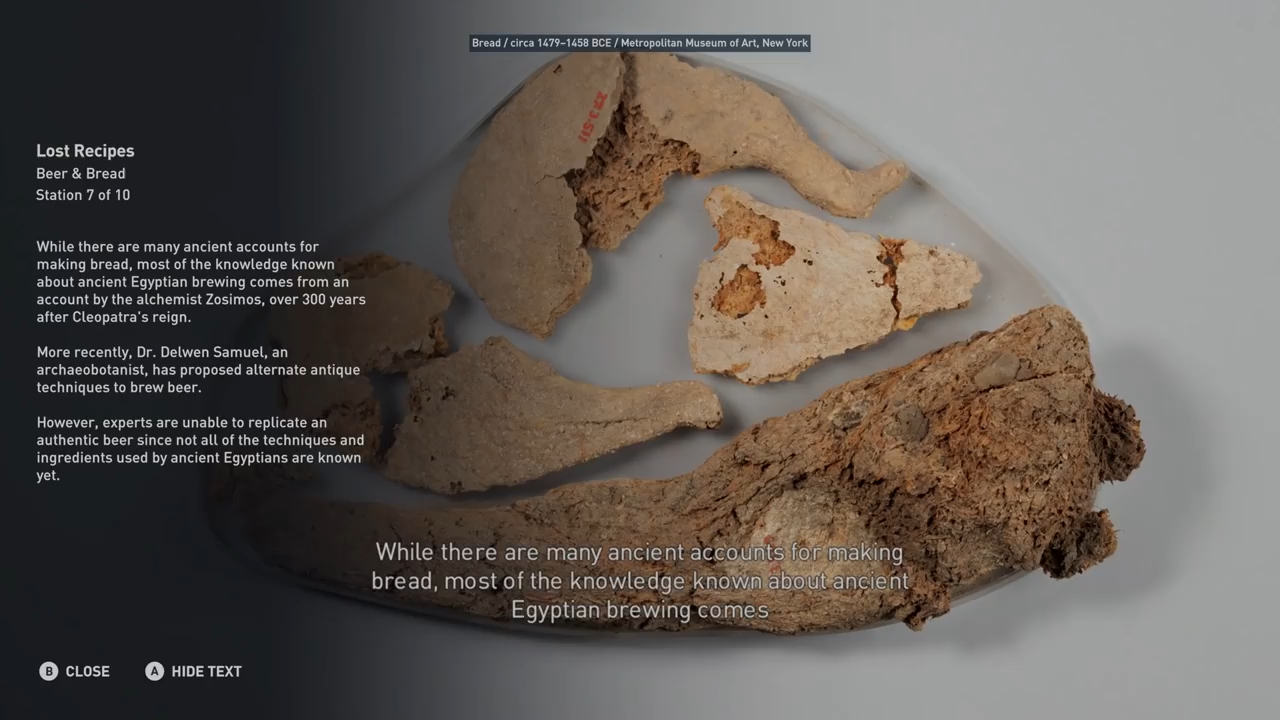 Bread / circa 1479–1458 BCE / Metropolitan Museum of Art, New York
Lost Recipes
Beer & Bread
Station 7 of 10
While there are many ancient accounts for
making bread, most of the knowledge known
about ancient Egyptian brewing comes from an
account by the alchemist Zosimos, over 300 years
after Cleopatra's reign.
More recently, Dr. Delwen Samuel, an
archaeobotanist, has proposed alternate antique
techniques to brew beer.
However, experts are unable to replicate an
authentic beer since not all of the techniques and
ingredients used by ancient Egyptians are known
yet.
While there are many ancient accounts for making
bread, most of the knowledge known about ancient
Egyptian brewing comes
B CLOSE A HIDE TEXT